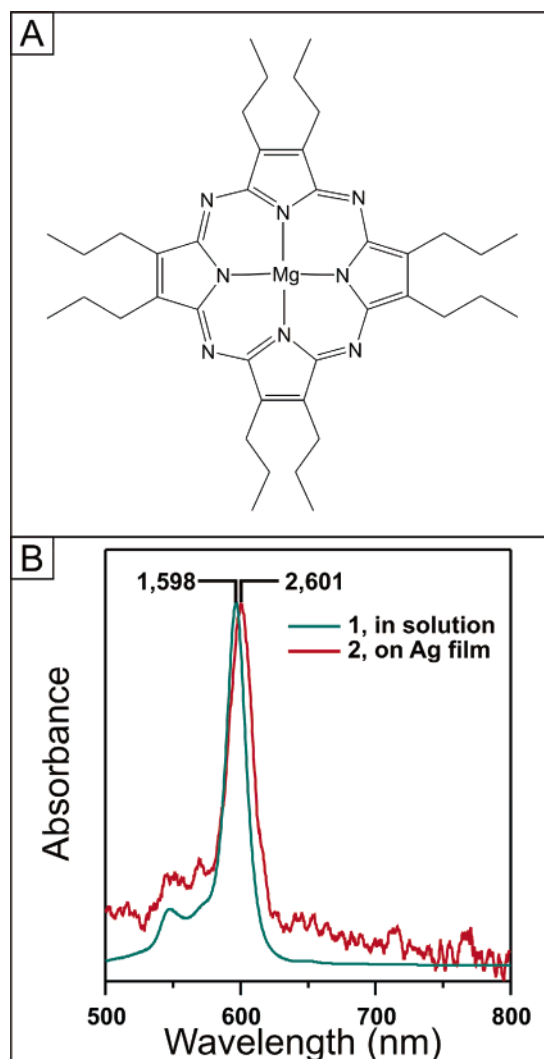 A
N
N
N
N
Mg
N
N
N
N
B
1,598
2,601
1, in solution
2, on Ag film
Absorbance
500
600
700
800
Wavelength (nm)